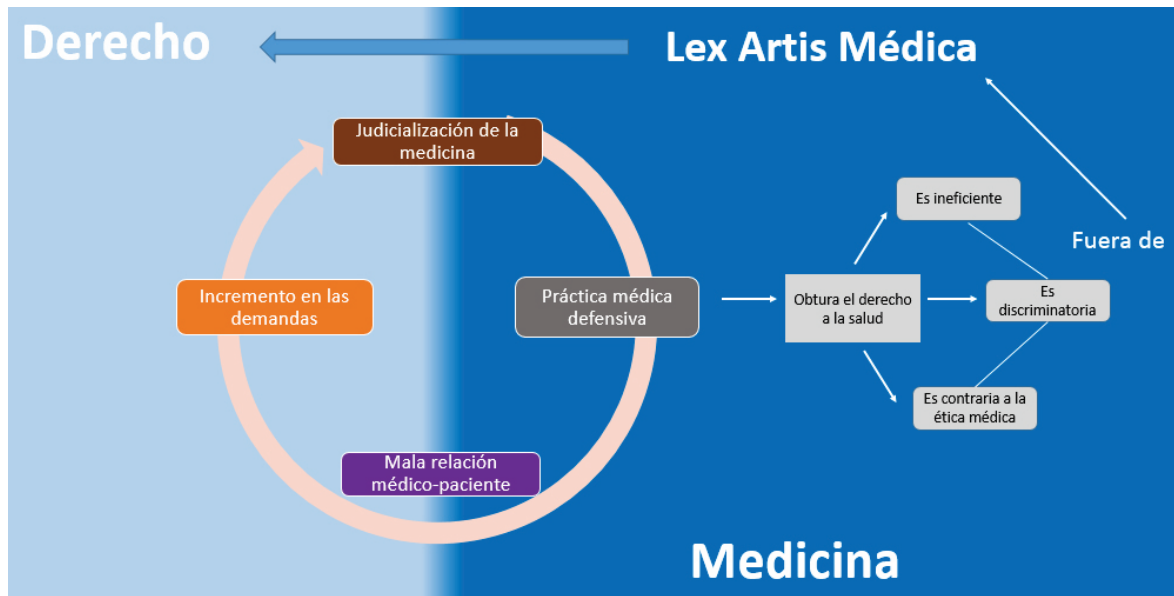 Derecho
Lex Artis Médica
Judicialización de la
medicina
Es ineficiente
Fuera de
Incremento en las
demandas
Práctica médica
defensiva
Obtura el derecho
a la salud
Es
discriminatoria
Es contraria a la
ética médica
Mala relación
médico-paciente
Medicina